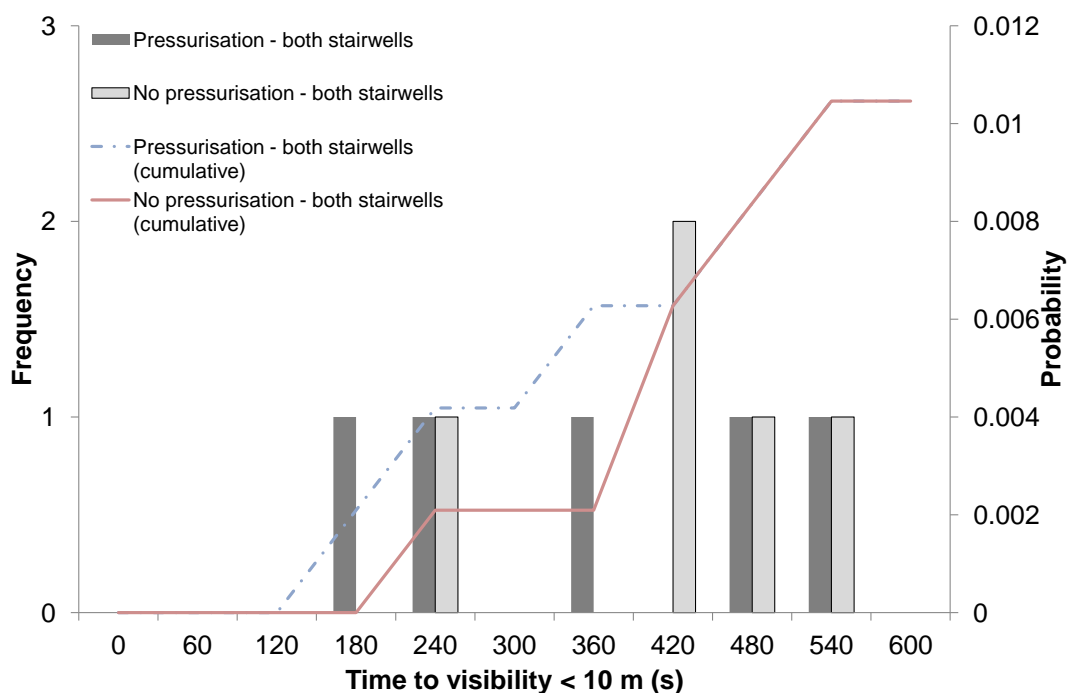 3
2
1
0
Frequency
Pressurisation - both stairwells
No pressurisation - both stairwells
Pressurisation - both stairwells
(cumulative)
No pressurisation - both stairwells
(cumulative)
0.012
0.01
0.008
0.006
0.004
0.002
0
Probability
0 60 120 180 240 300 360 420 480 540 600
Time to visibility < 10 m (s)